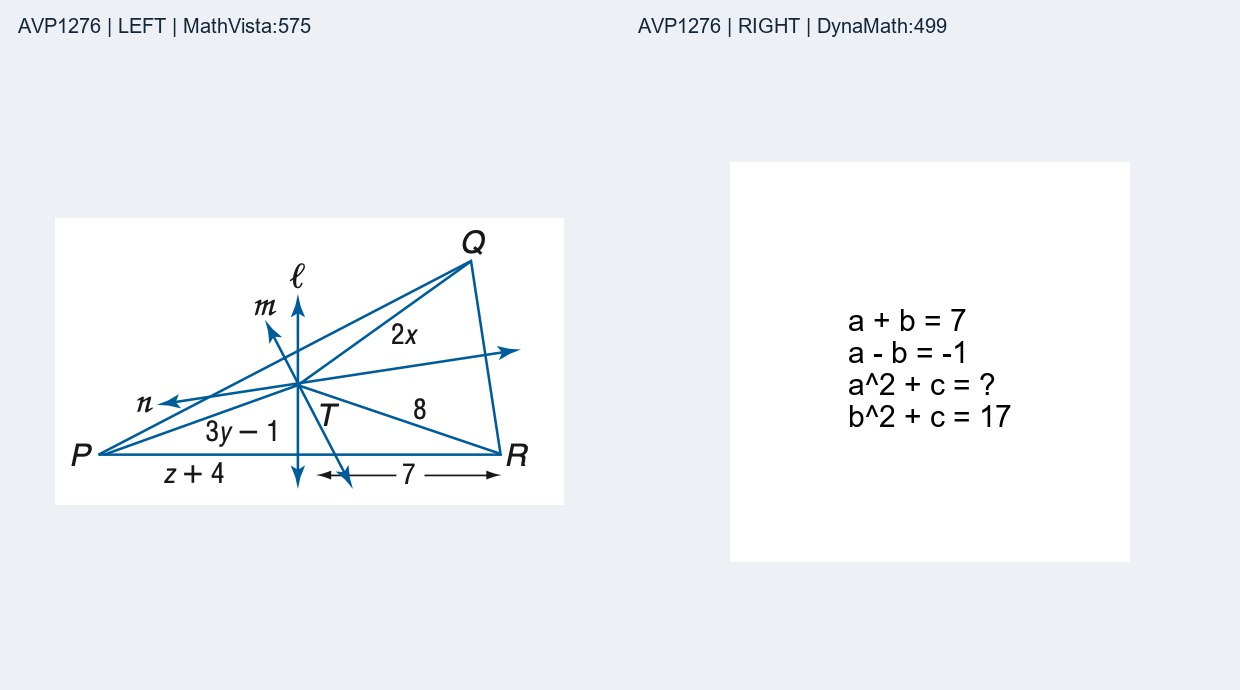 AVP1276 | LEFT | MathVista:575
AVP1276 | RIGHT | DynaMath:499
Q
ℓ
m
2x
n
T
8
3y – 1
P
R
z + 4
7
a + b = 7
a - b = -1
a^2 + c = ?
b^2 + c = 17